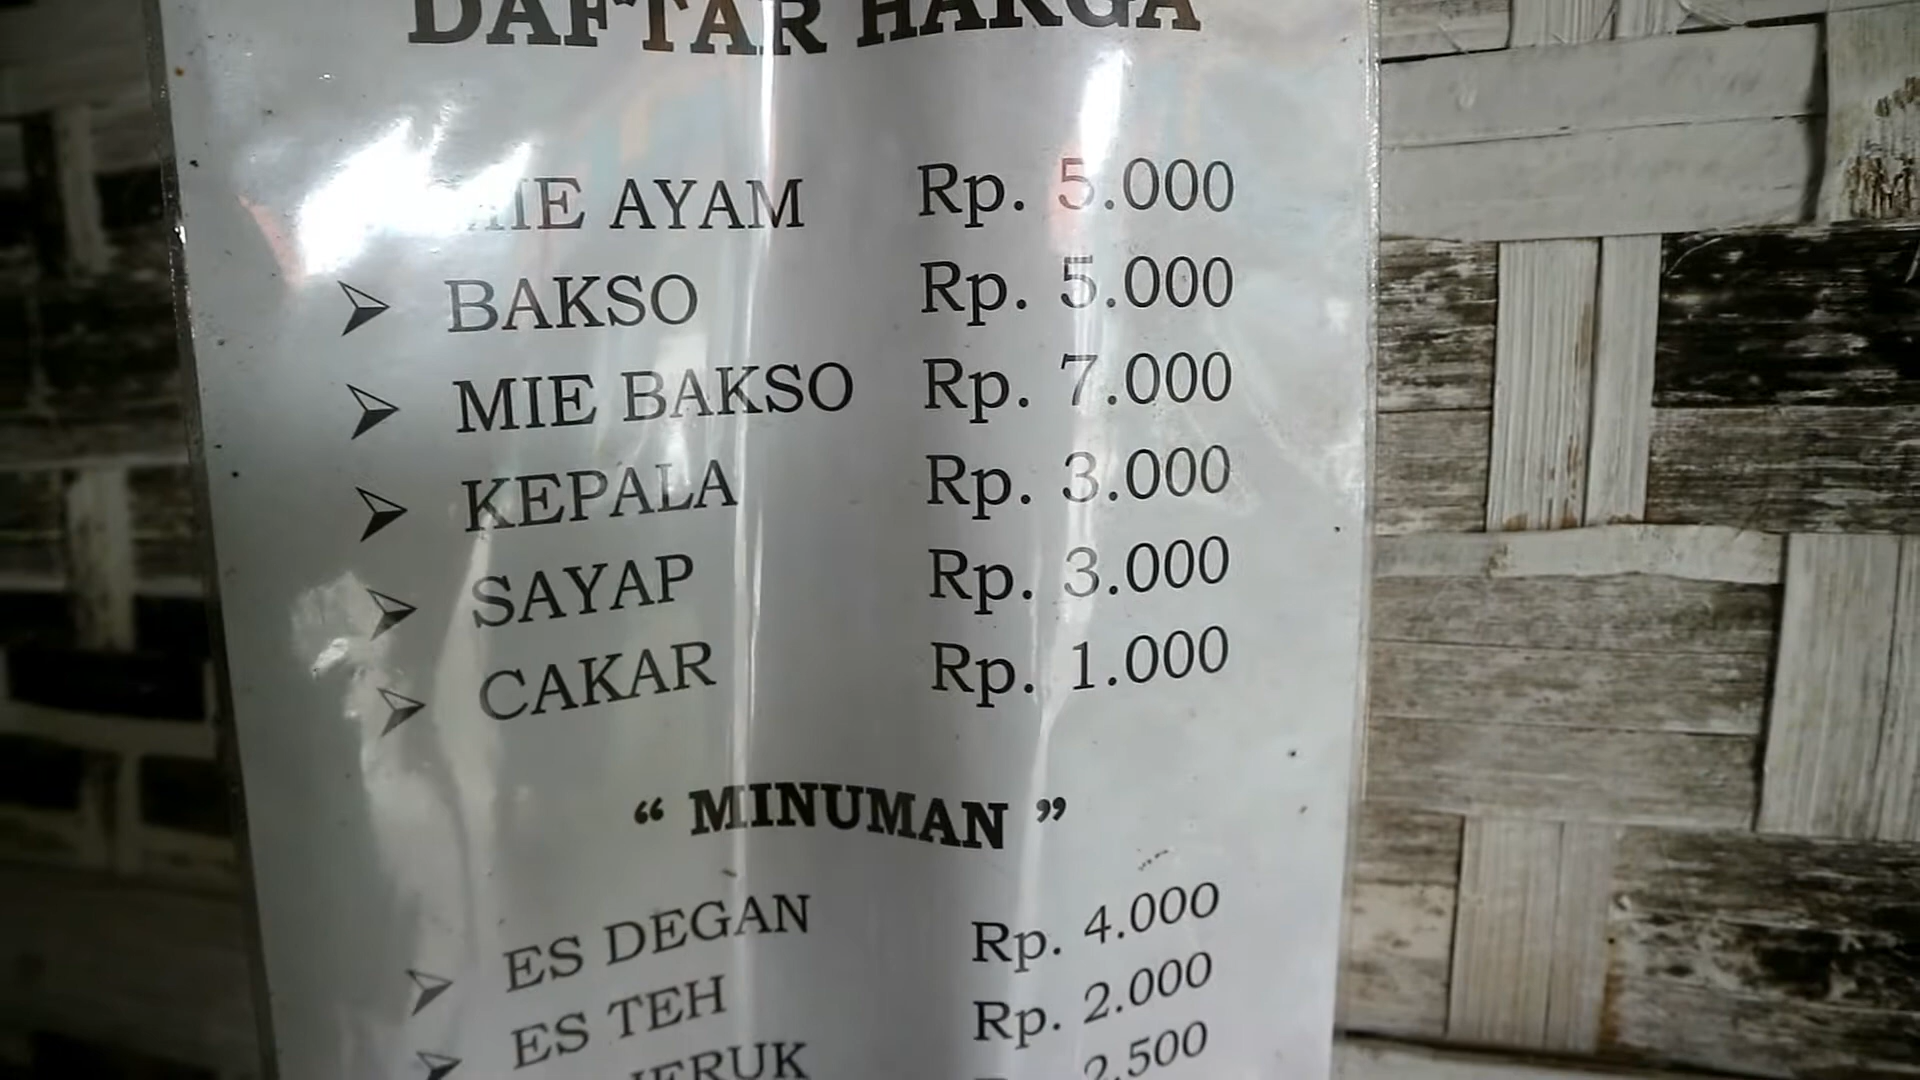 DAFTAR HARGA
MIE AYAM Rp. 5.000
BAKSO Rp. 5.000
MIE BAKSO Rp. 7.000
KEPALA Rp. 3.000
SAYAP Rp. 3.000
CAKAR Rp. 1.000
“ MINUMAN ”
ES DEGAN Rp. 4.000
ES TEH Rp. 2.000
JERUK 2.500